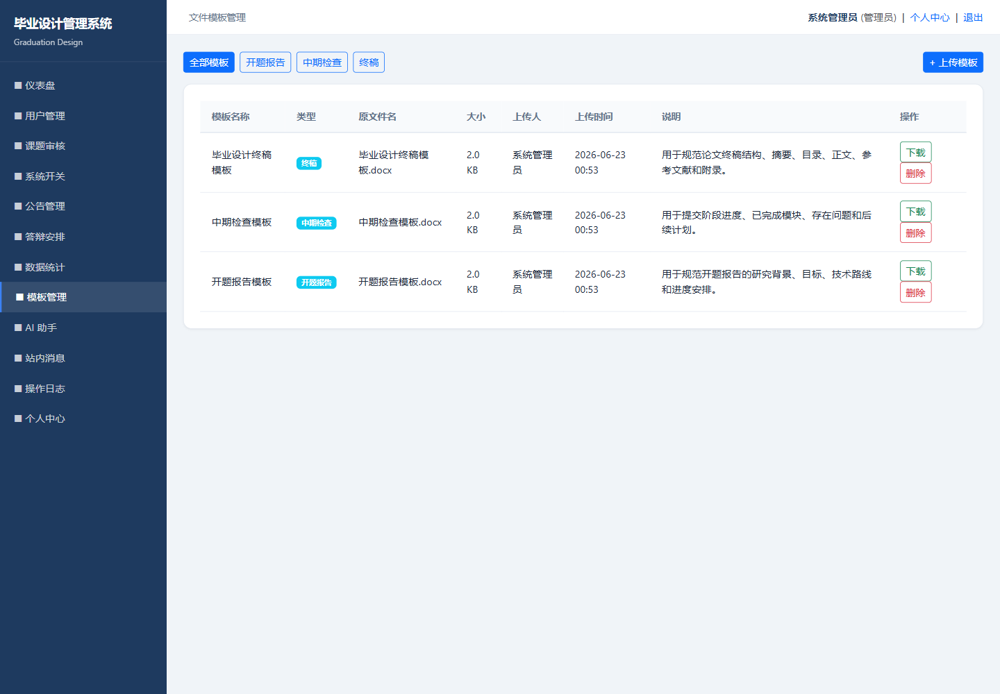 毕业设计管理系统
Graduation Design
仪表盘
用户管理
课题审核
系统开关
公告管理
答辩安排
数据统计
模板管理
AI 助手
站内消息
操作日志
个人中心
文件模板管理
系统管理员 (管理员) | 个人中心 | 退出
全部模板 开题报告 中期检查 终稿 + 上传模板
模板名称 类型 原文件名 大小 上传人 上传时间 说明 操作
毕业设计终稿
模板
终稿
毕业设计终稿模
板.docx
2.0
KB
系统管理
员
2026-06-23
00:53
用于规范论文终稿结构、摘要、目录、正文、参
考文献和附录。
下载
删除
中期检查模板
中期检查
中期检查模板.docx
2.0
KB
系统管理
员
2026-06-23
00:53
用于提交阶段进度、已完成模块、存在问题和后
续计划。
下载
删除
开题报告模板
开题报告
开题报告模板.docx
2.0
KB
系统管理
员
2026-06-23
00:53
用于规范开题报告的研究背景、目标、技术路线
和进度安排。
下载
删除